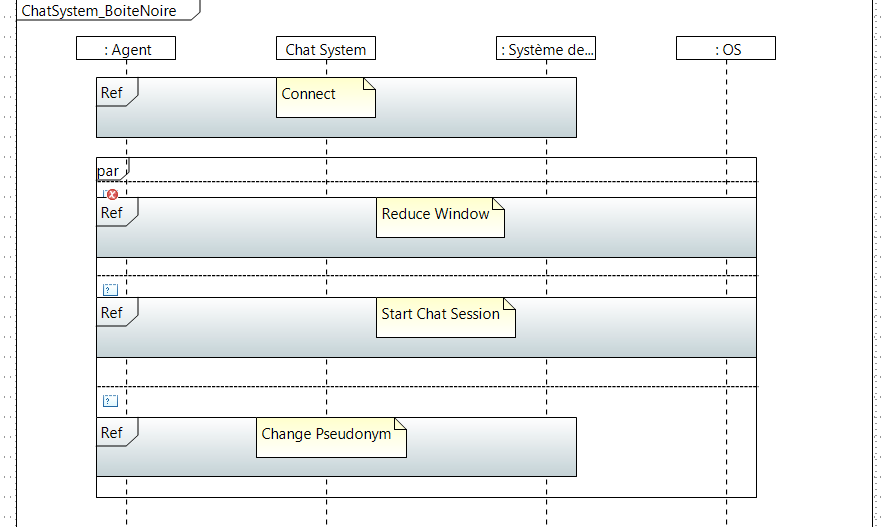 ChatSystem_BoiteNoire
: Agent
Chat System
: Système de...
: OS
Ref
Connect
par
Ref
Reduce Window
?
Ref
Start Chat Session
?
Ref
Change Pseudonym